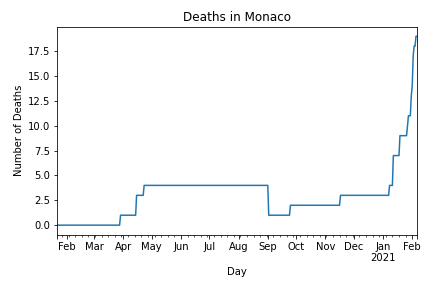 Deaths in Monaco
Number of Deaths
17.5
15.0
12.5
10.0
7.5
5.0
2.5
0.0
Feb Mar Apr May Jun Jul Aug Sep Oct Nov Dec Jan Feb
2021
Day